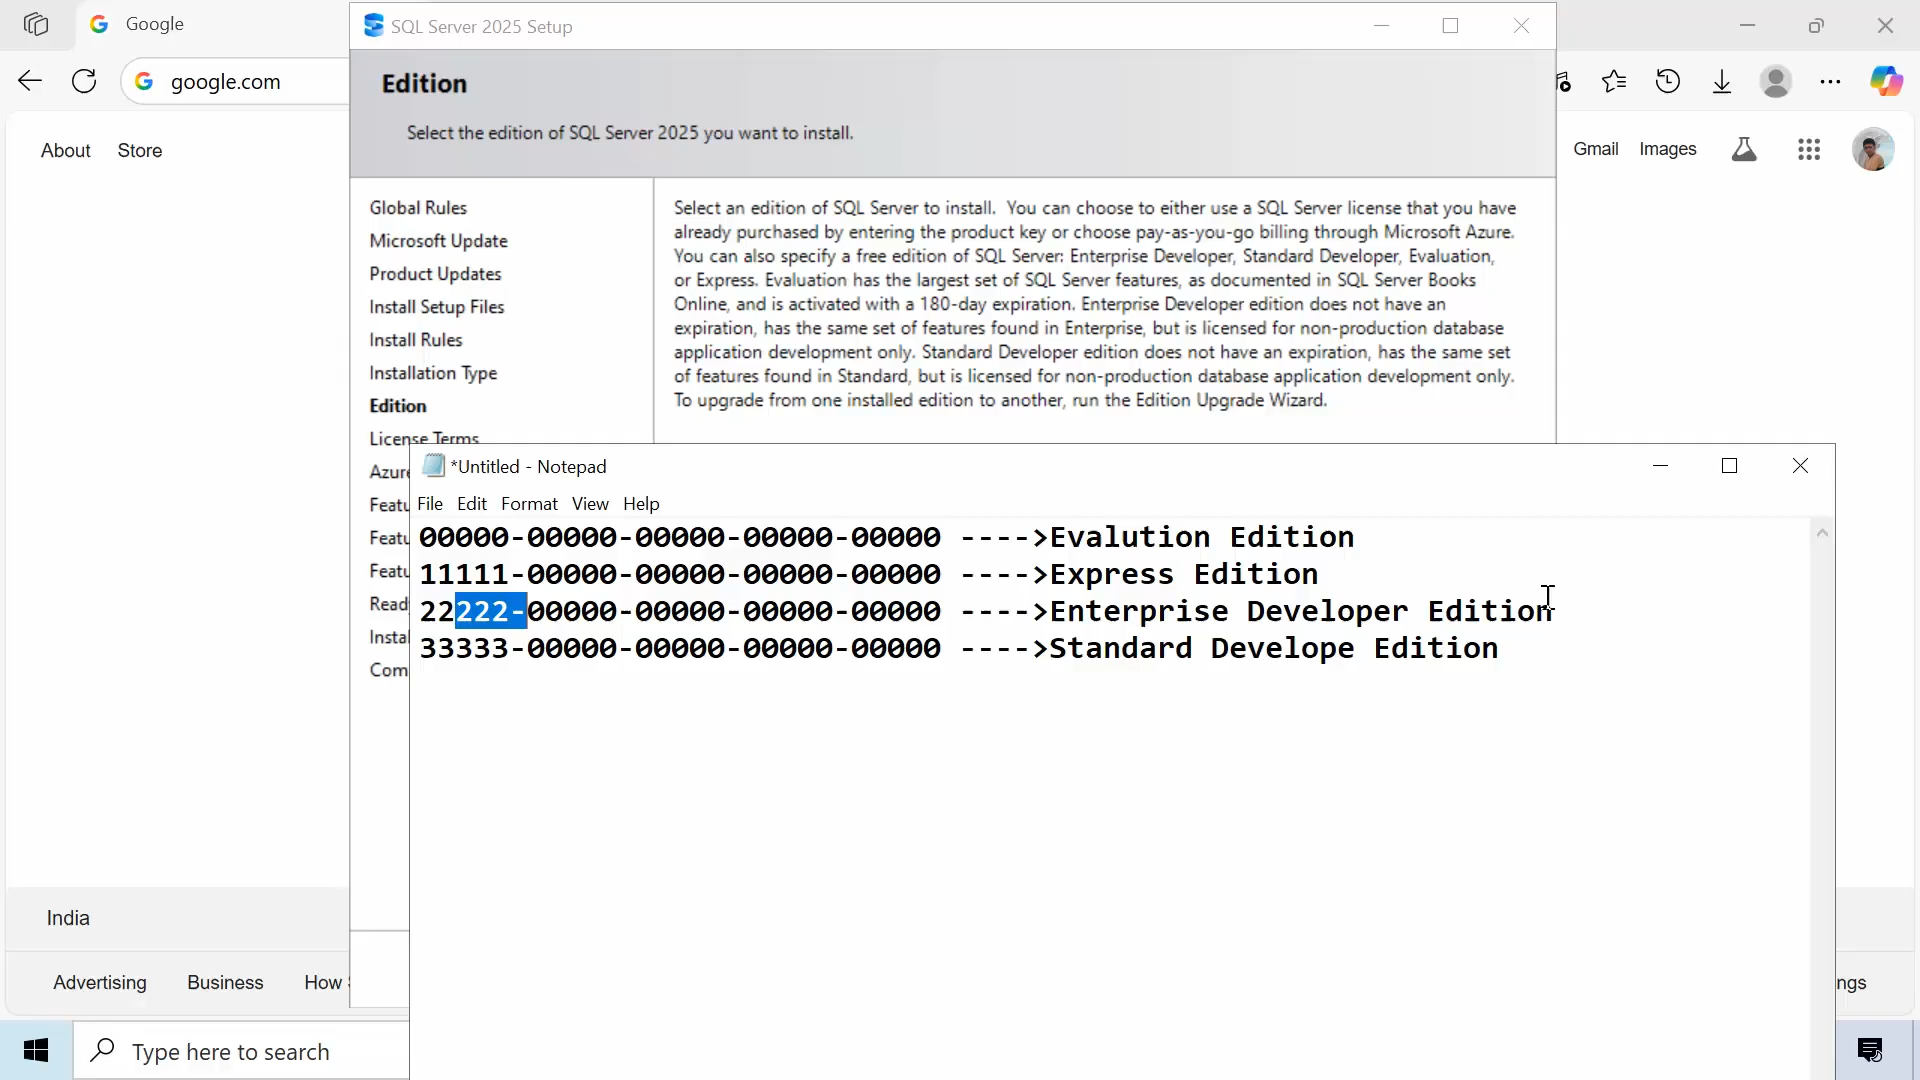 Google
SQL Server 2025 Setup
google.com
Edition
Select the edition of SQL Server 2025 you want to install.
About Store
Gmail Images
Global Rules
Microsoft Update
Product Updates
Install Setup Files
Install Rules
Installation Type
Edition
License Terms
Azure
Featu
Featu
Featu
Read
Instal
Com
Select an edition of SQL Server to install. You can choose to either use a SQL Server license that you have
already purchased by entering the product key or choose pay-as-you-go billing through Microsoft Azure.
You can also specify a free edition of SQL Server: Enterprise Developer, Standard Developer, Evaluation,
or Express. Evaluation has the largest set of SQL Server features, as documented in SQL Server Books
Online, and is activated with a 180-day expiration. Enterprise Developer edition does not have an
expiration, has the same set of features found in Enterprise, but is licensed for non-production database
application development only. Standard Developer edition does not have an expiration, has the same set
of features found in Standard, but is licensed for non-production database application development only.
To upgrade from one installed edition to another, run the Edition Upgrade Wizard.
*Untitled - Notepad
File Edit Format View Help
00000-00000-00000-00000-00000 ---->Evalution Edition
11111-00000-00000-00000-00000 ---->Express Edition
22222-00000-00000-00000-00000 ---->Enterprise Developer Edition
33333-00000-00000-00000-00000 ---->Standard Develope Edition
India
Advertising Business How
ngs
Type here to search